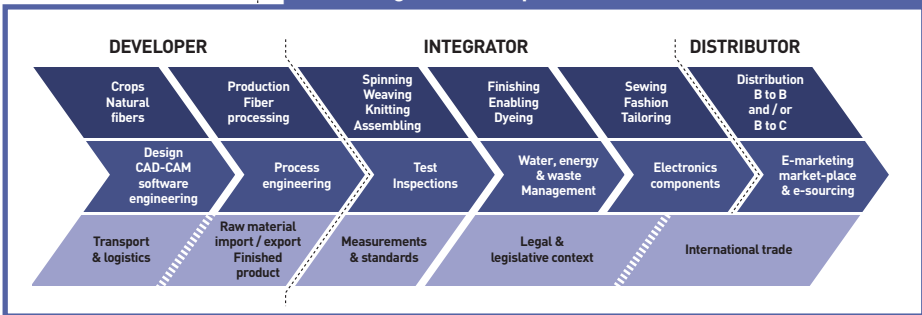 DEVELOPER
INTEGRATOR
DISTRIBUTOR
Crops
Natural
fibers
Production
Fiber
processing
Spinning
Weaving
Knitting
Assembling
Finishing
Enabling
Dyeing
Sewing
Fashion
Tailoring
Distribution
B to B
and / or
B to C
Design
CAD-CAM
software
engineering
Process
engineering
Test
Inspections
Water, energy
& waste
Management
Electronics
components
E-marketing
market-place
& e-sourcing
Transport
& logistics
Raw material
import / export
Finished
product
Measurements
& standards
Legal &
legislative context
International trade